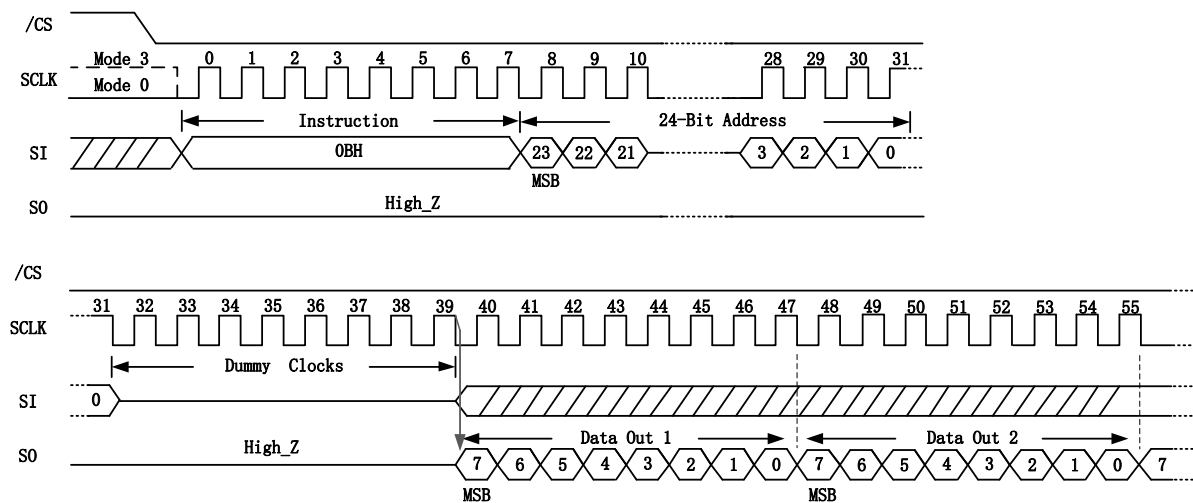 /CS
Mode 3 0 1 2 3 4 5 6 7 8 9 10 28 29 30 31
SCLK
Mode 0
Instruction 24-Bit Address
SI 0BH 23 22 21 3 2 1 0
MSB
SO High_Z
/CS
31 32 33 34 35 36 37 38 39 40 41 42 43 44 45 46 47 48 49 50 51 52 53 54 55
SCLK
Dummy Clocks
SI 0
Data Out 1 Data Out 2
SO High_Z 7 6 5 4 3 2 1 0 7 6 5 4 3 2 1 0 7
MSB MSB